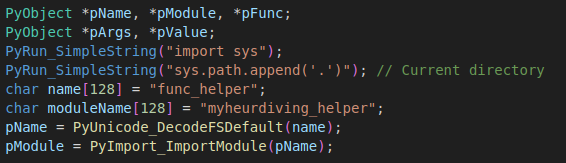 PyObject *pName, *pModule, *pFunc;
PyObject *pArgs, *pValue;
PyRun_SimpleString("import sys");
PyRun_SimpleString("sys.path.append('.')"); // Current directory
char name[128] = "func_helper";
char moduleName[128] = "myheurdiving_helper";
pName = PyUnicode_DecodeFSDefault(name);
pModule = PyImport_ImportModule(pName);